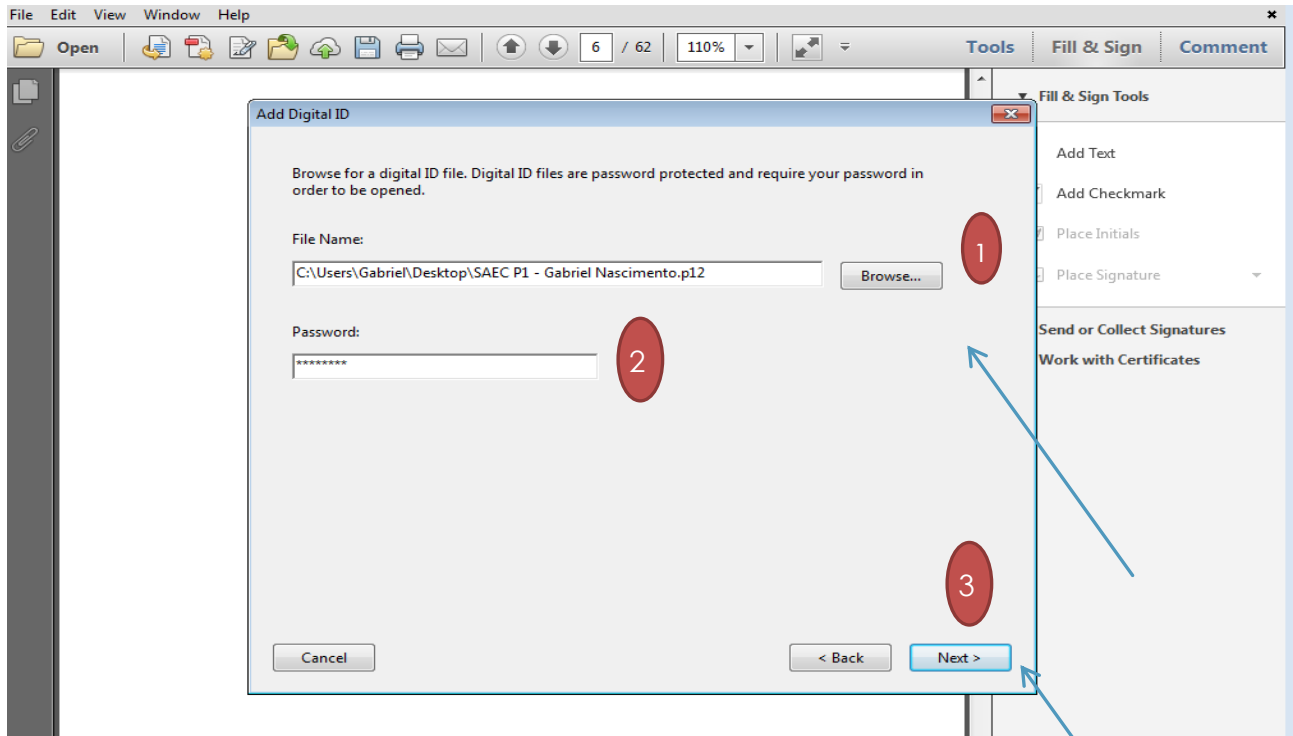 File Edit View Window Help
Open 6 / 62 110% Tools Fill & Sign Comment
Fill & Sign Tools
Add Text
Add Checkmark
Place Initials
Place Signature
Send or Collect Signatures
Work with Certificates
Add Digital ID
Browse for a digital ID file. Digital ID files are password protected and require your password in
order to be opened.
File Name:
1
C:\Users\Gabriel\Desktop\SAEC P1 - Gabriel Nascimento.p12 Browse...
Password:
******** 2
3
Cancel < Back Next >